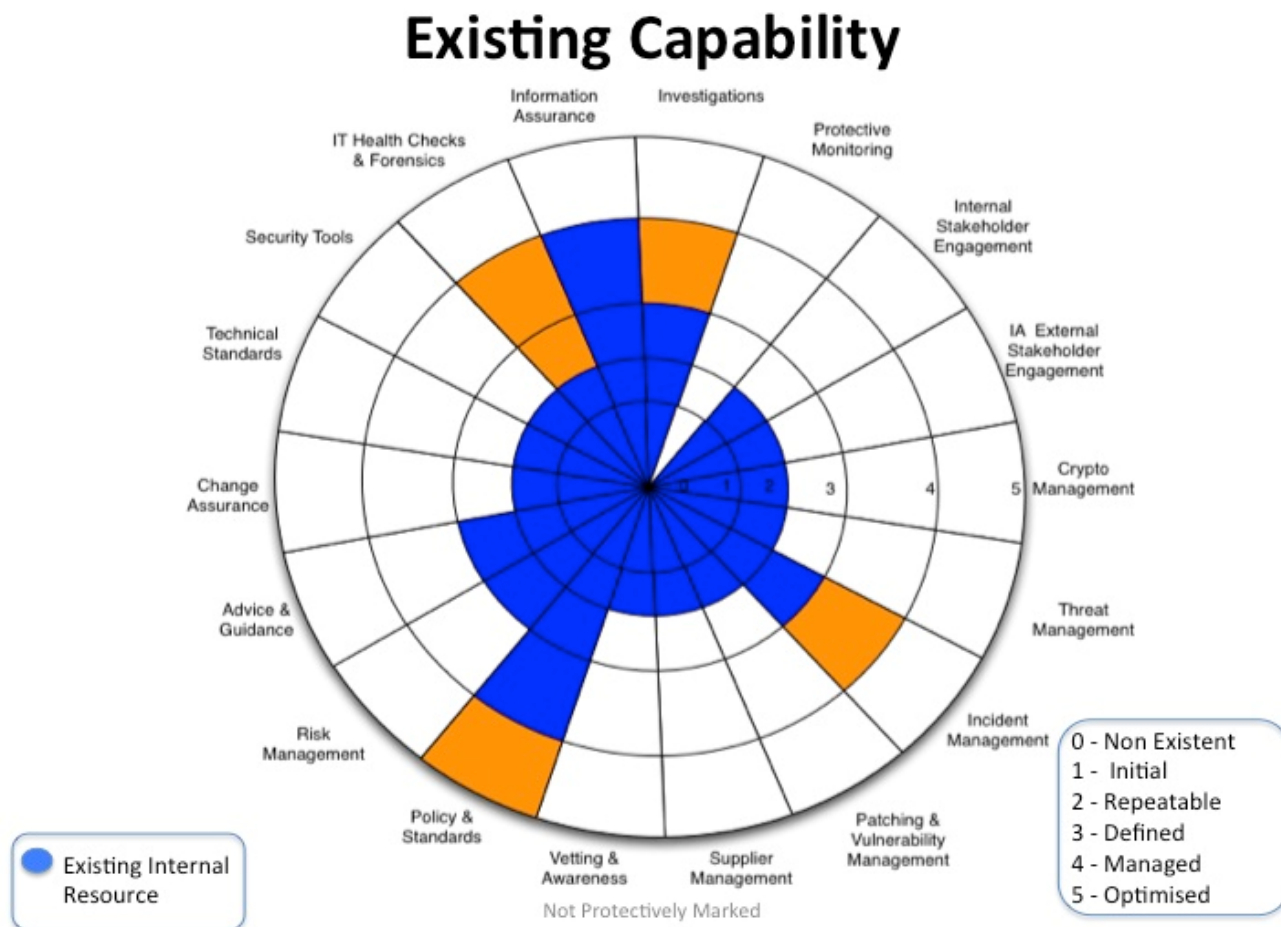 Existing Capability
Information
Assurance
Investigations
IT Health Checks
& Forensics
Protective
Monitoring
Security Tools
Internal
Stakeholder
Engagement
Technical
Standards
IA External
Stakeholder
Engagement
Change
Assurance
0 1 2 3 4 5
Crypto
Management
Advice &
Guidance
Threat
Management
Risk
Management
Incident
Management
Policy &
Standards
Vetting &
Awareness
Supplier
Management
Patching &
Vulnerability
Management
0 - Non Existent
1 - Initial
2 - Repeatable
3 - Defined
4 - Managed
5 - Optimised
Existing Internal
Resource
Not Protectively Marked